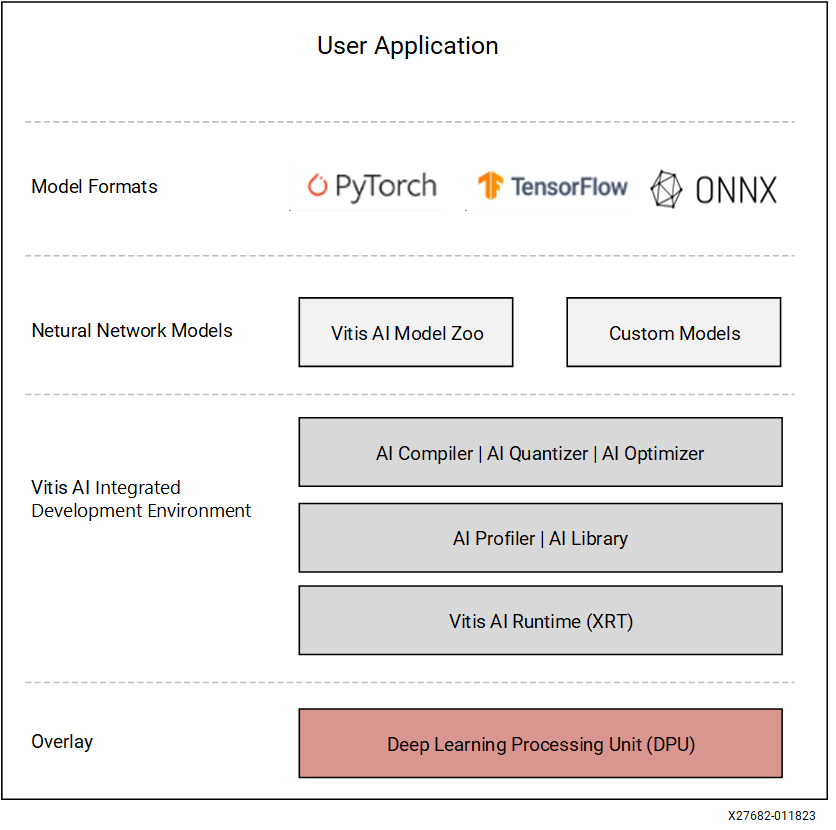 User Application
Model Formats
PyTorch
TensorFlow
ONNX
Netural Network Models
Vitis AI Model Zoo
Custom Models
Vitis AI Integrated
Development Environment
AI Compiler | AI Quantizer | AI Optimizer
AI Profiler | AI Library
Vitis AI Runtime (XRT)
Overlay
Deep Learning Processing Unit (DPU)
X27682-011823